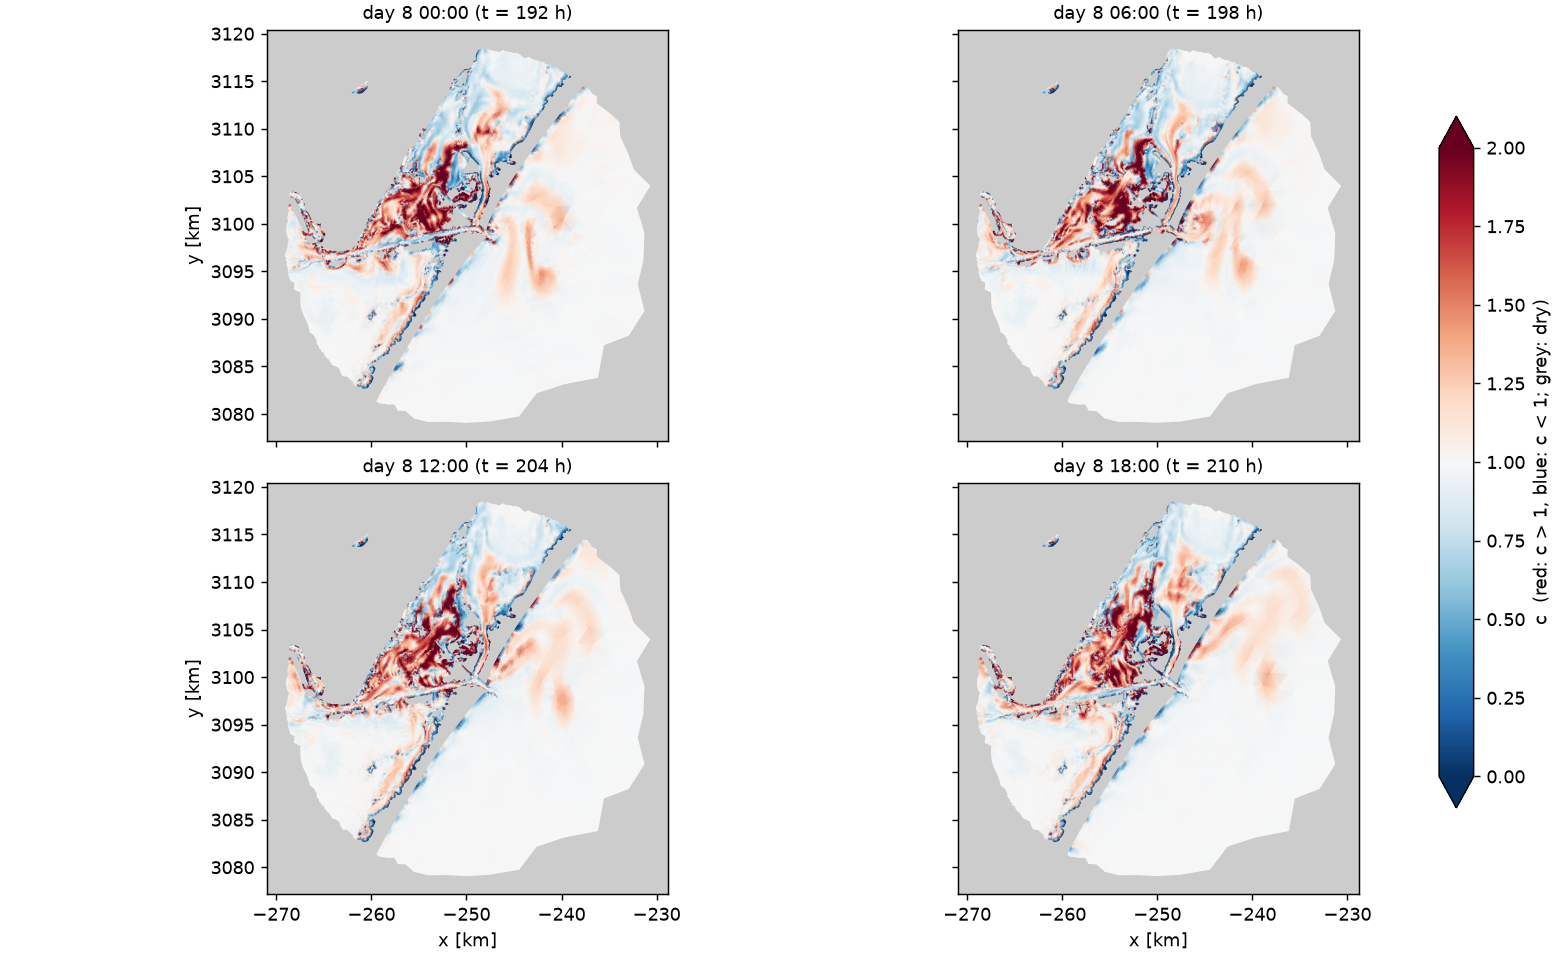 day 8 00:00 (t = 192 h)
day 8 06:00 (t = 198 h)
3120
3115
3110
3105
3100
3095
3090
3085
3080
y [km]
day 8 12:00 (t = 204 h)
day 8 18:00 (t = 210 h)
3120
3115
3110
3105
3100
3095
3090
3085
3080
y [km]
−270 −260 −250 −240 −230
x [km]
−270 −260 −250 −240 −230
x [km]
2.00
1.75
1.50
1.25
1.00
0.75
0.50
0.25
0.00
c (red: c > 1, blue: c < 1; grey: dry)